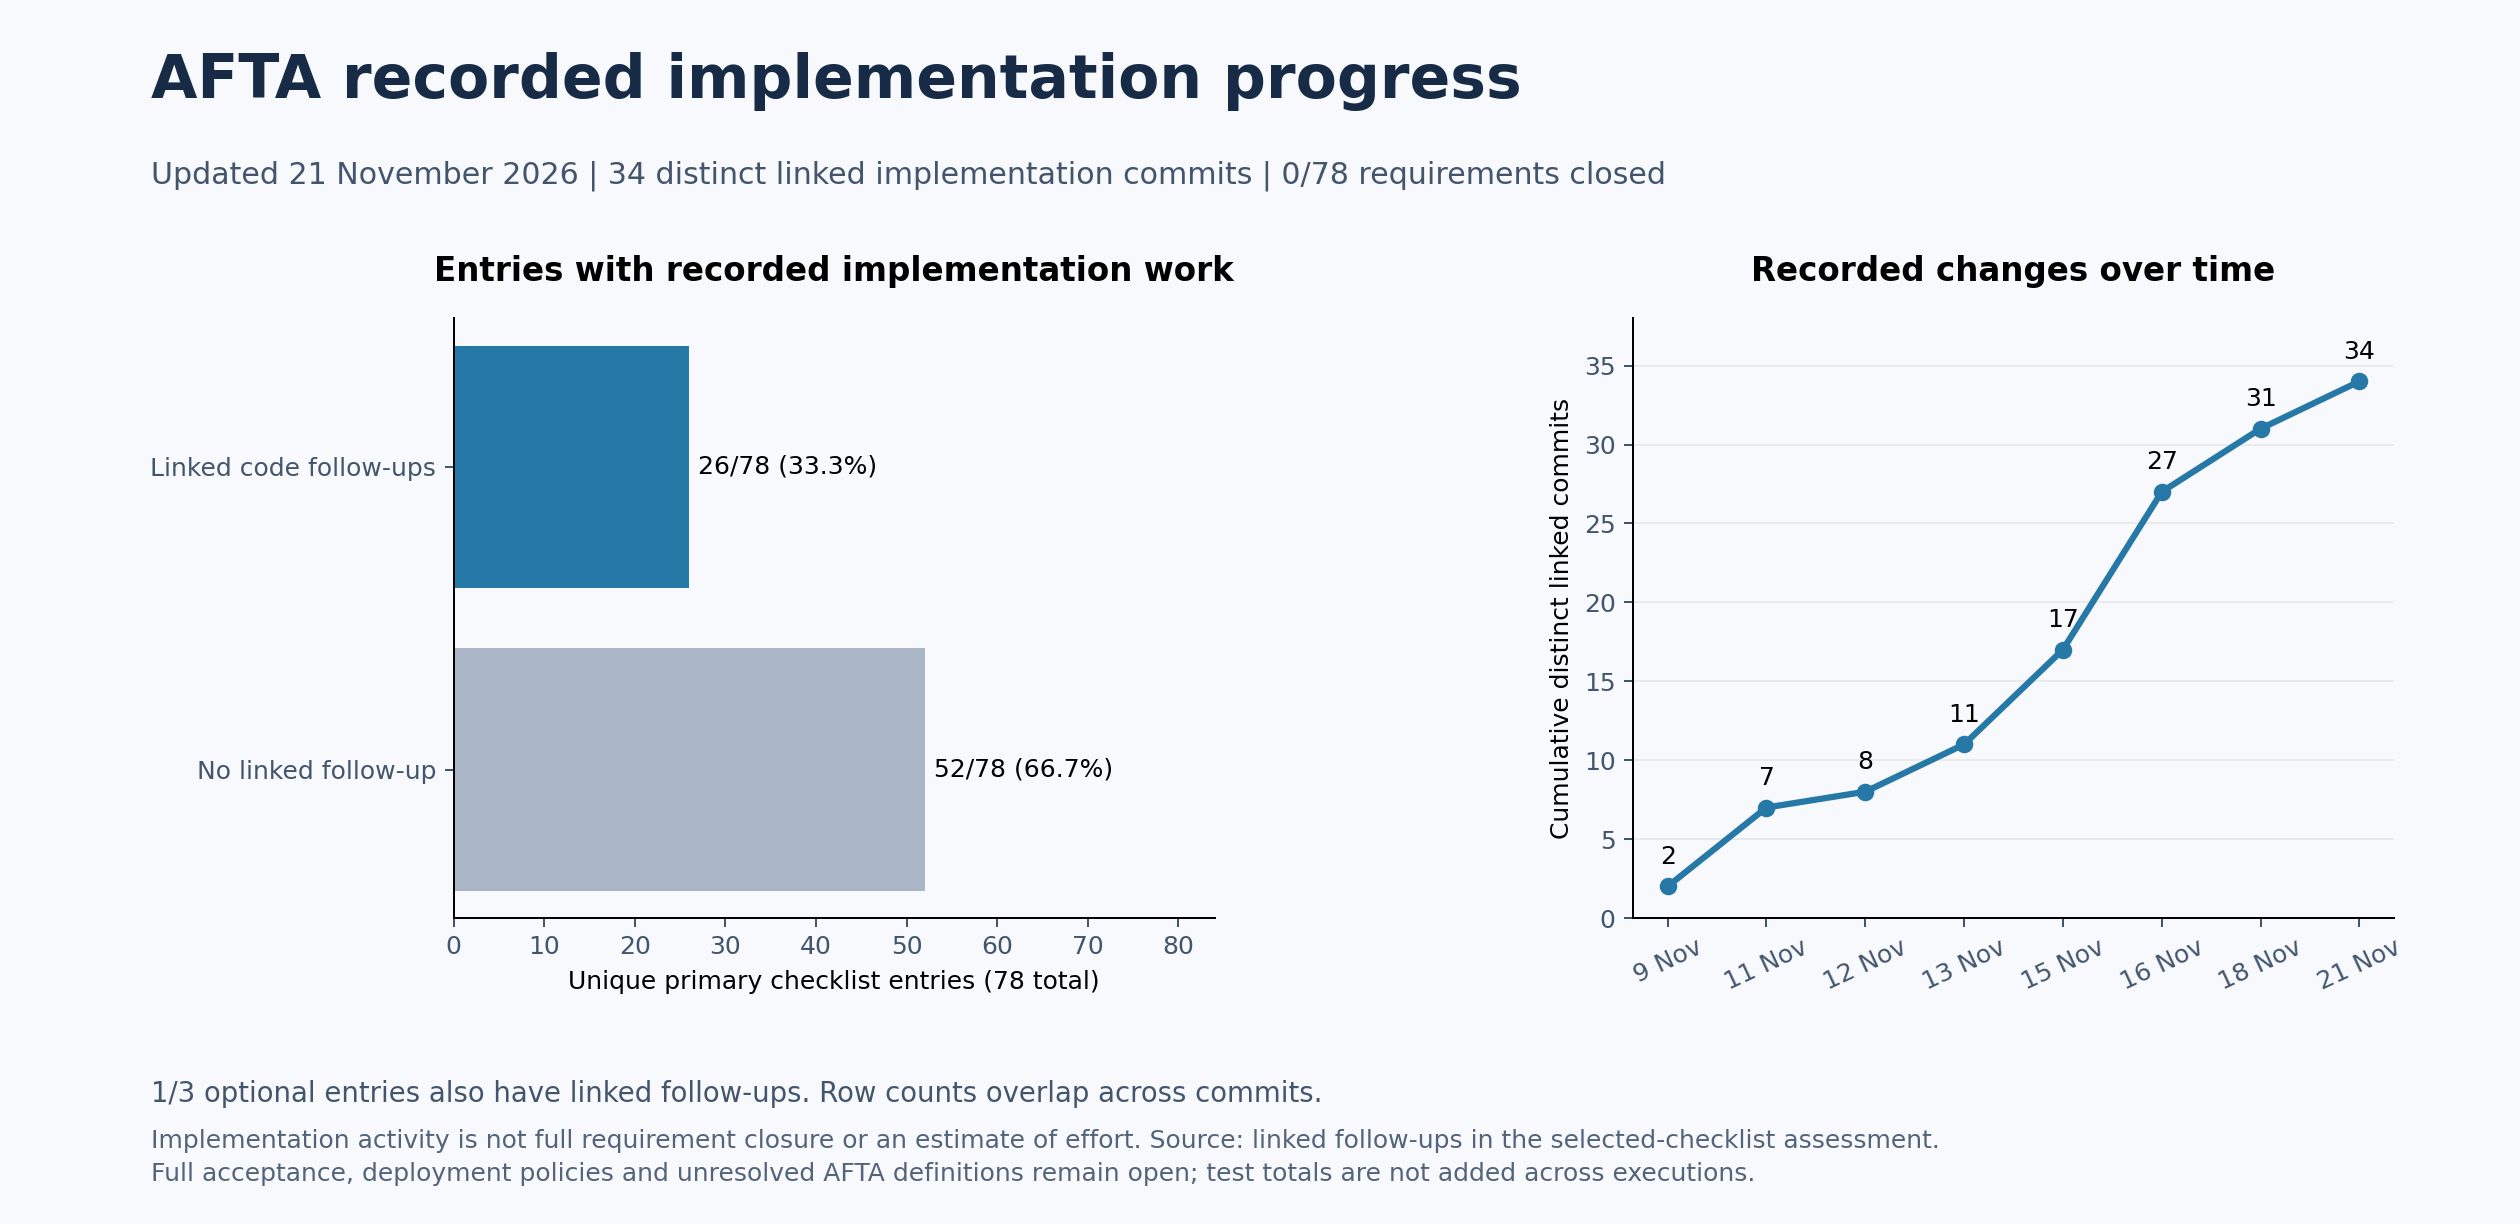 AFTA recorded implementation progress
Updated 21 November 2026 | 34 distinct linked implementation commits | 0/78 requirements closed
Entries with recorded implementation work
Linked code follow-ups
26/78 (33.3%)
No linked follow-up
52/78 (66.7%)
0 10 20 30 40 50 60 70 80
Unique primary checklist entries (78 total)
Recorded changes over time
Cumulative distinct linked commits
35
30
25
20
15
10
5
0
2
7
8
11
17
27
31
34
9 Nov 11 Nov 12 Nov 13 Nov 15 Nov 16 Nov 18 Nov 21 Nov
1/3 optional entries also have linked follow-ups. Row counts overlap across commits.
Implementation activity is not full requirement closure or an estimate of effort. Source: linked follow-ups in the selected-checklist assessment.
Full acceptance, deployment policies and unresolved AFTA definitions remain open; test totals are not added across executions.